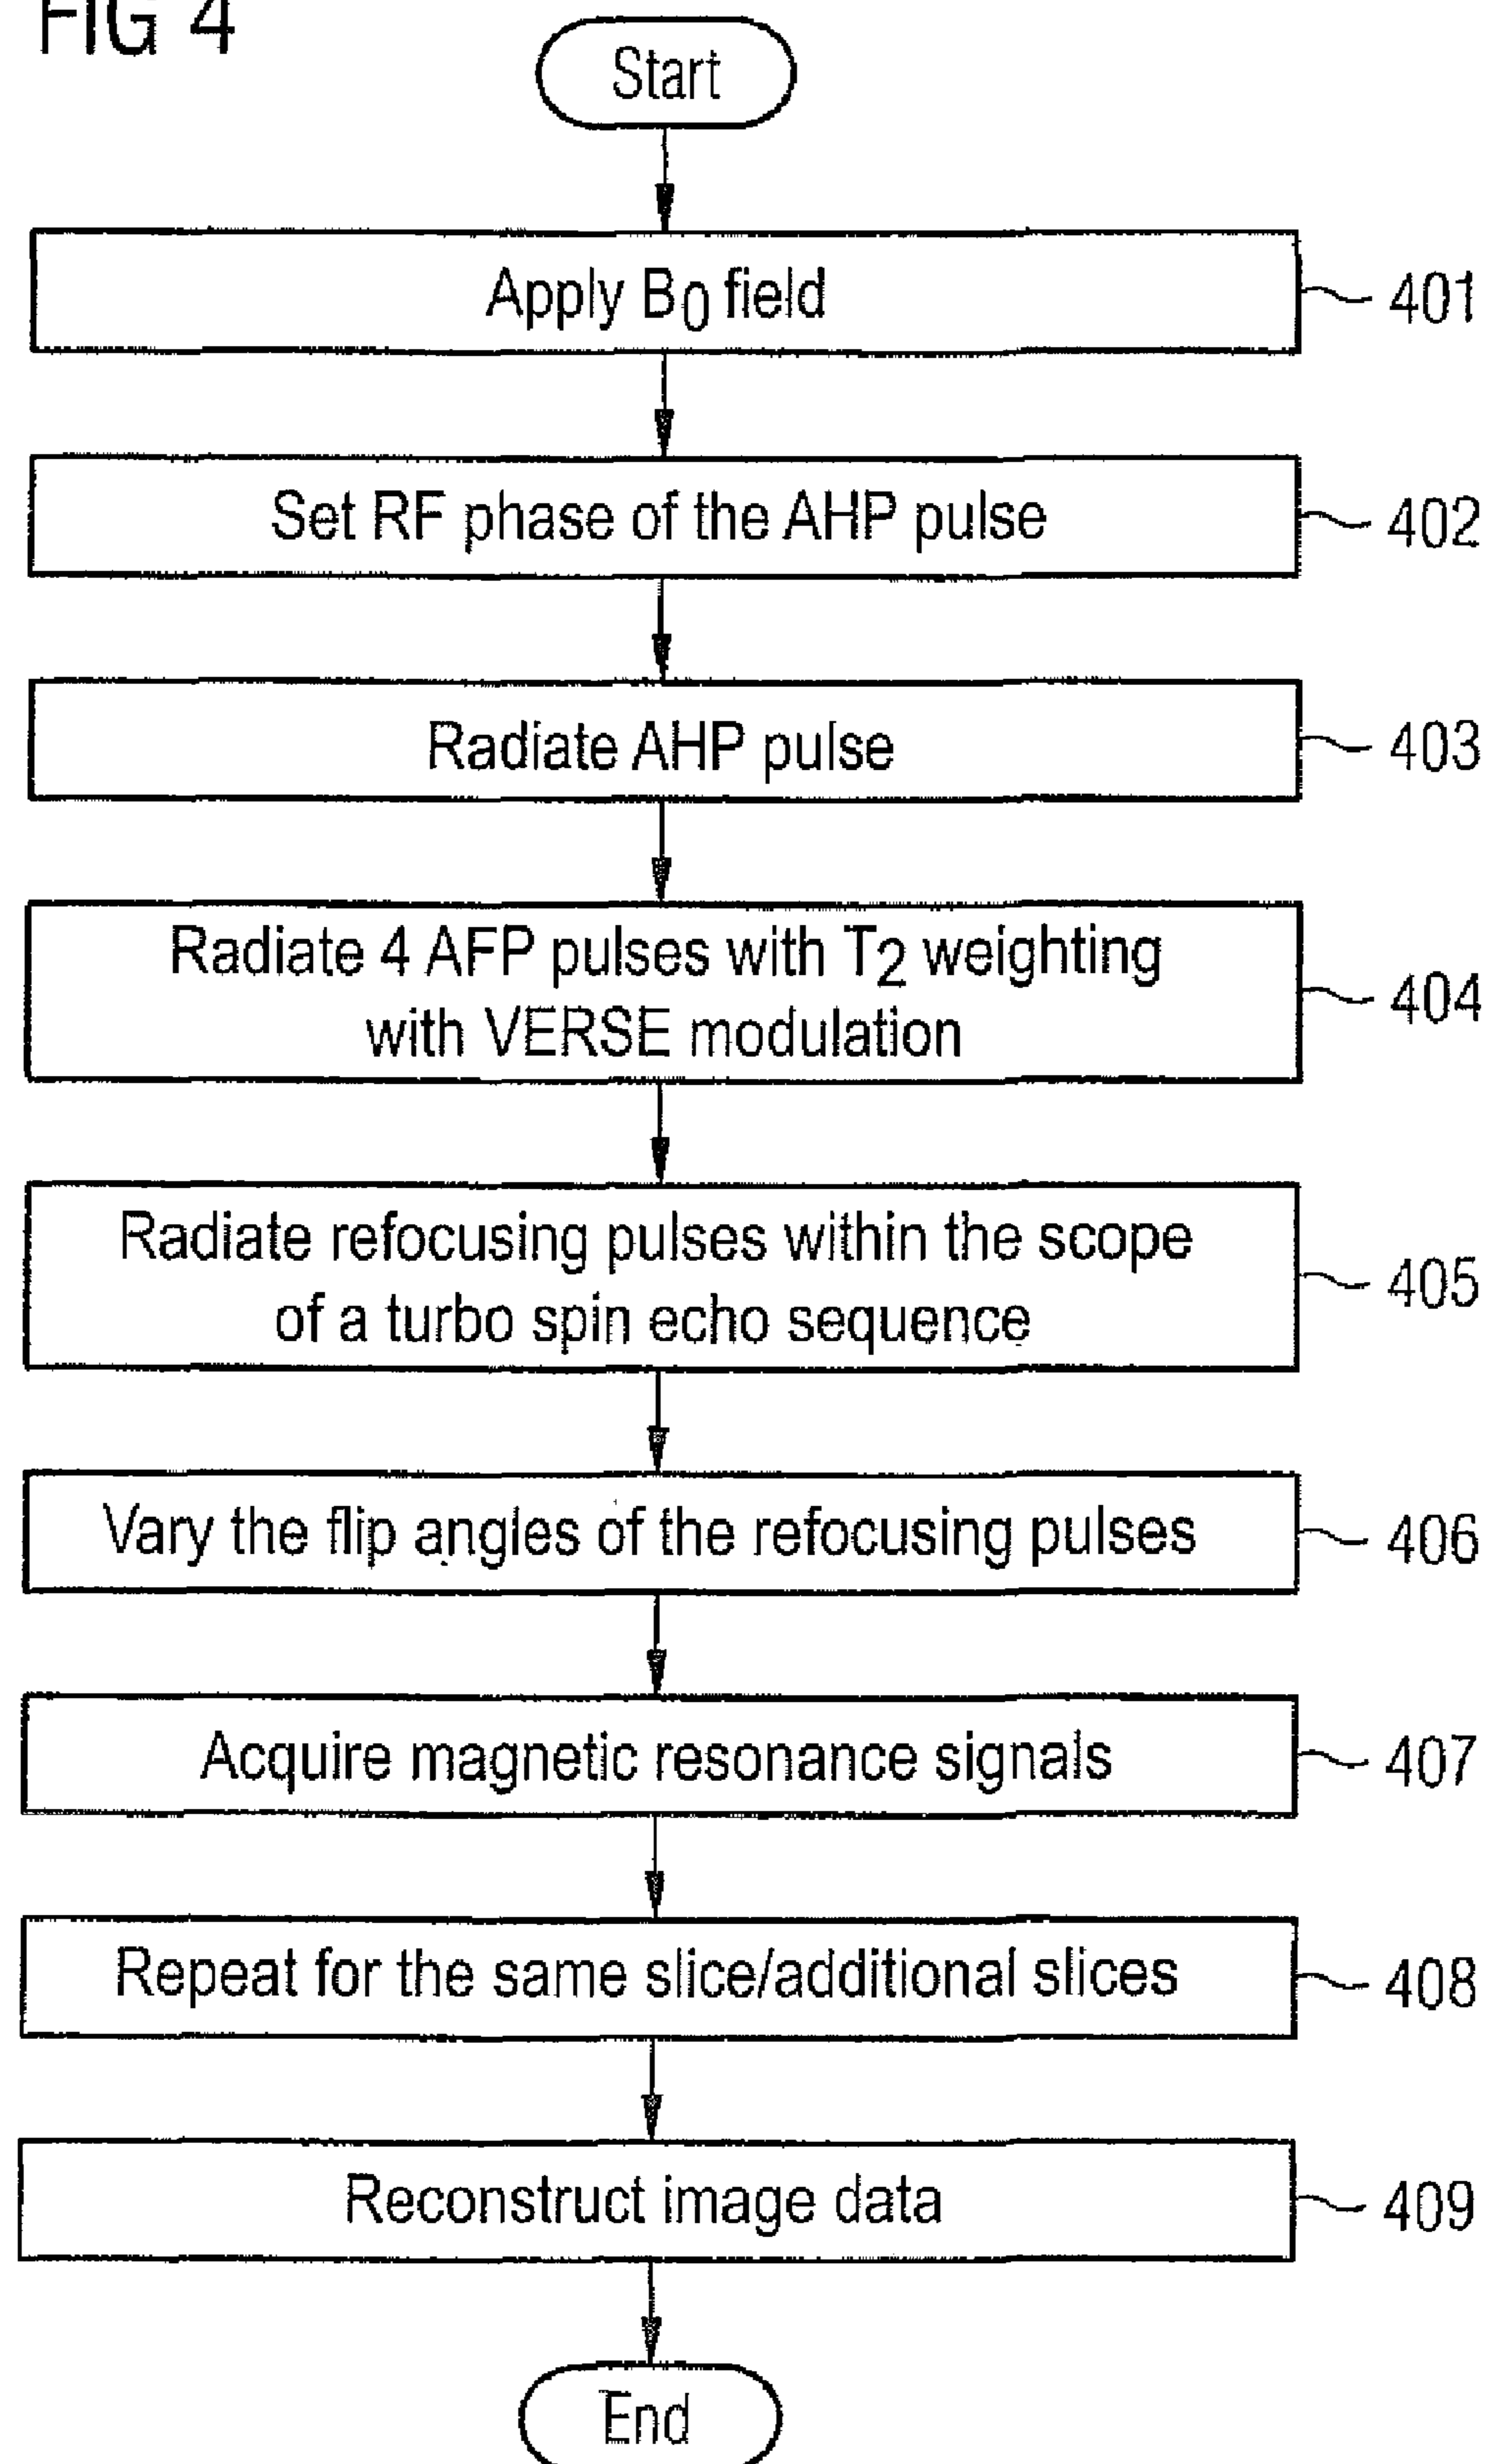 FIG 4
Start
Apply B0 field
401
Set RF phase of the AHP pulse
402
Radiate AHP pulse
403
Radiate 4 AFP pulses with T2 weighting
with VERSE modulation
404
Radiate refocusing pulses within the scope
of a turbo spin echo sequence
405
Vary the flip angles of the refocusing pulses
406
Acquire magnetic resonance signals
407
Repeat for the same slice/additional slices
408
Reconstruct image data
409
End